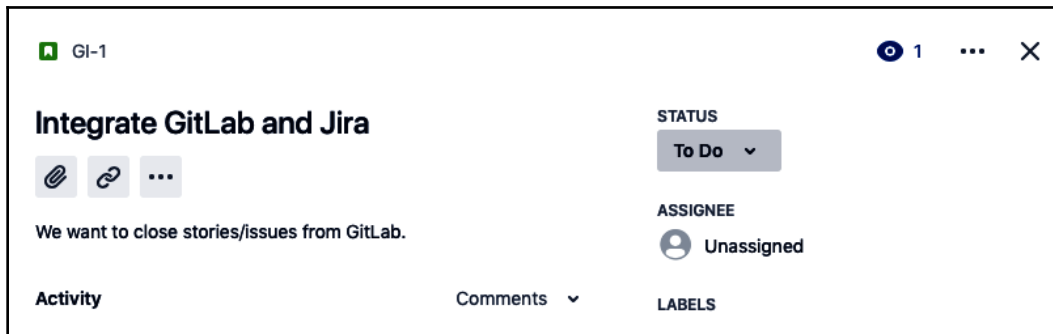 GI-1
1
Integrate GitLab and Jira
We want to close stories/issues from GitLab.
Activity
Comments
STATUS
To Do
ASSIGNEE
Unassigned
LABELS